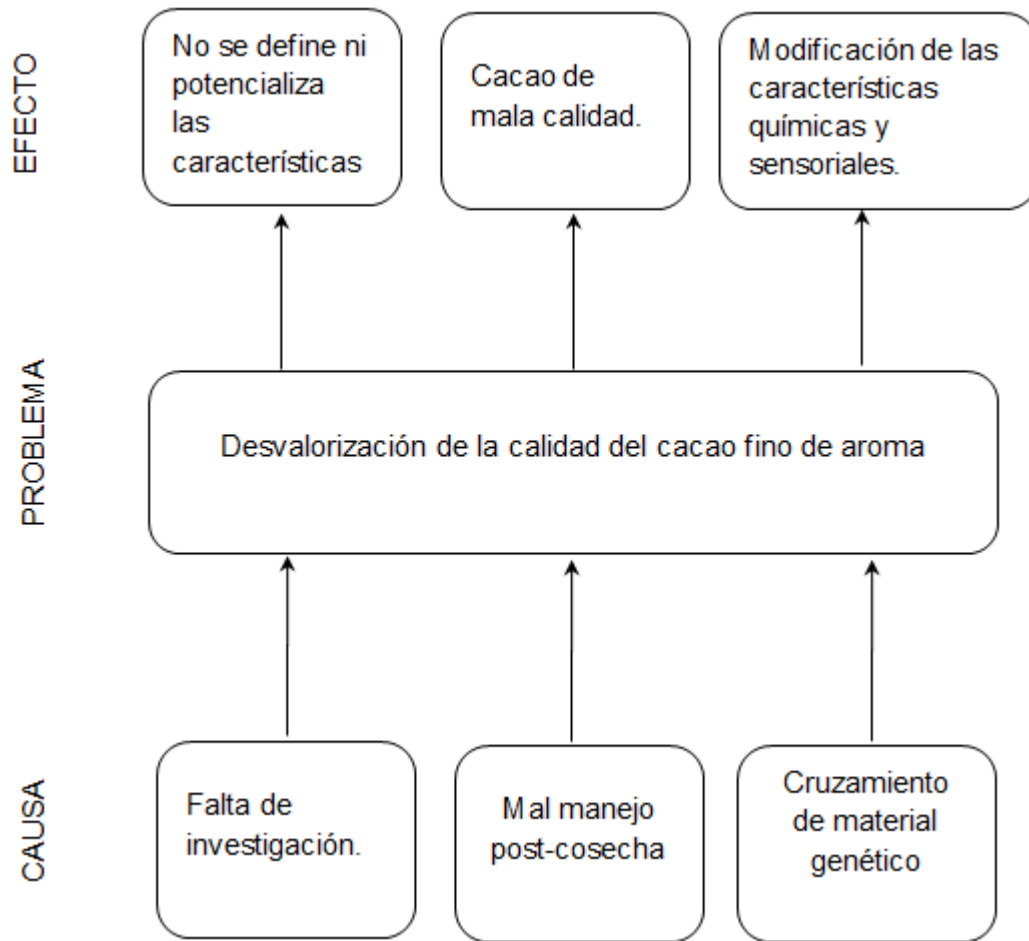 EFECTO
No se define ni
potencializa
las
características
Cacao de
mala calidad.
Modificación de las
características
químicas y
sensoriales.
PROBLEMA
Desvalorización de la calidad del cacao fino de aroma
CAUSA
Falta de
investigación.
Mal manejo
post-cosecha
Cruzamiento
de material
genético